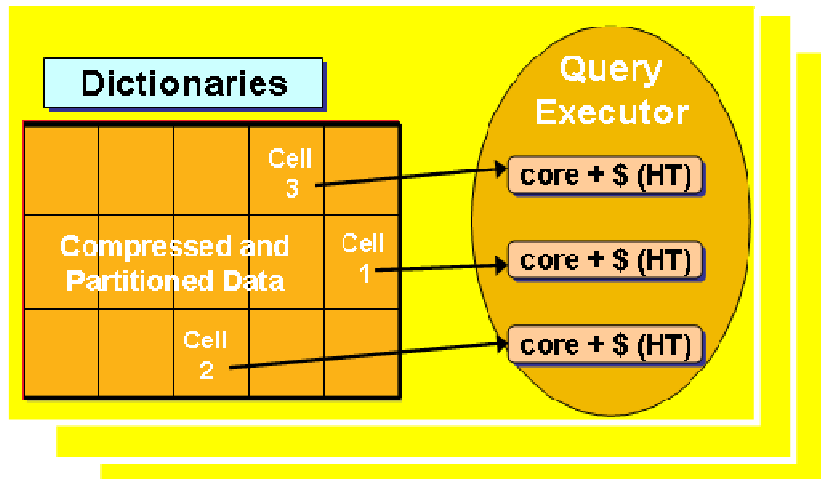 Dictionaries
Cell
3
Compressed and
Partitioned Data
Cell
1
Cell
2
Query
Executor
core + $ (HT)
core + $ (HT)
core + $ (HT)